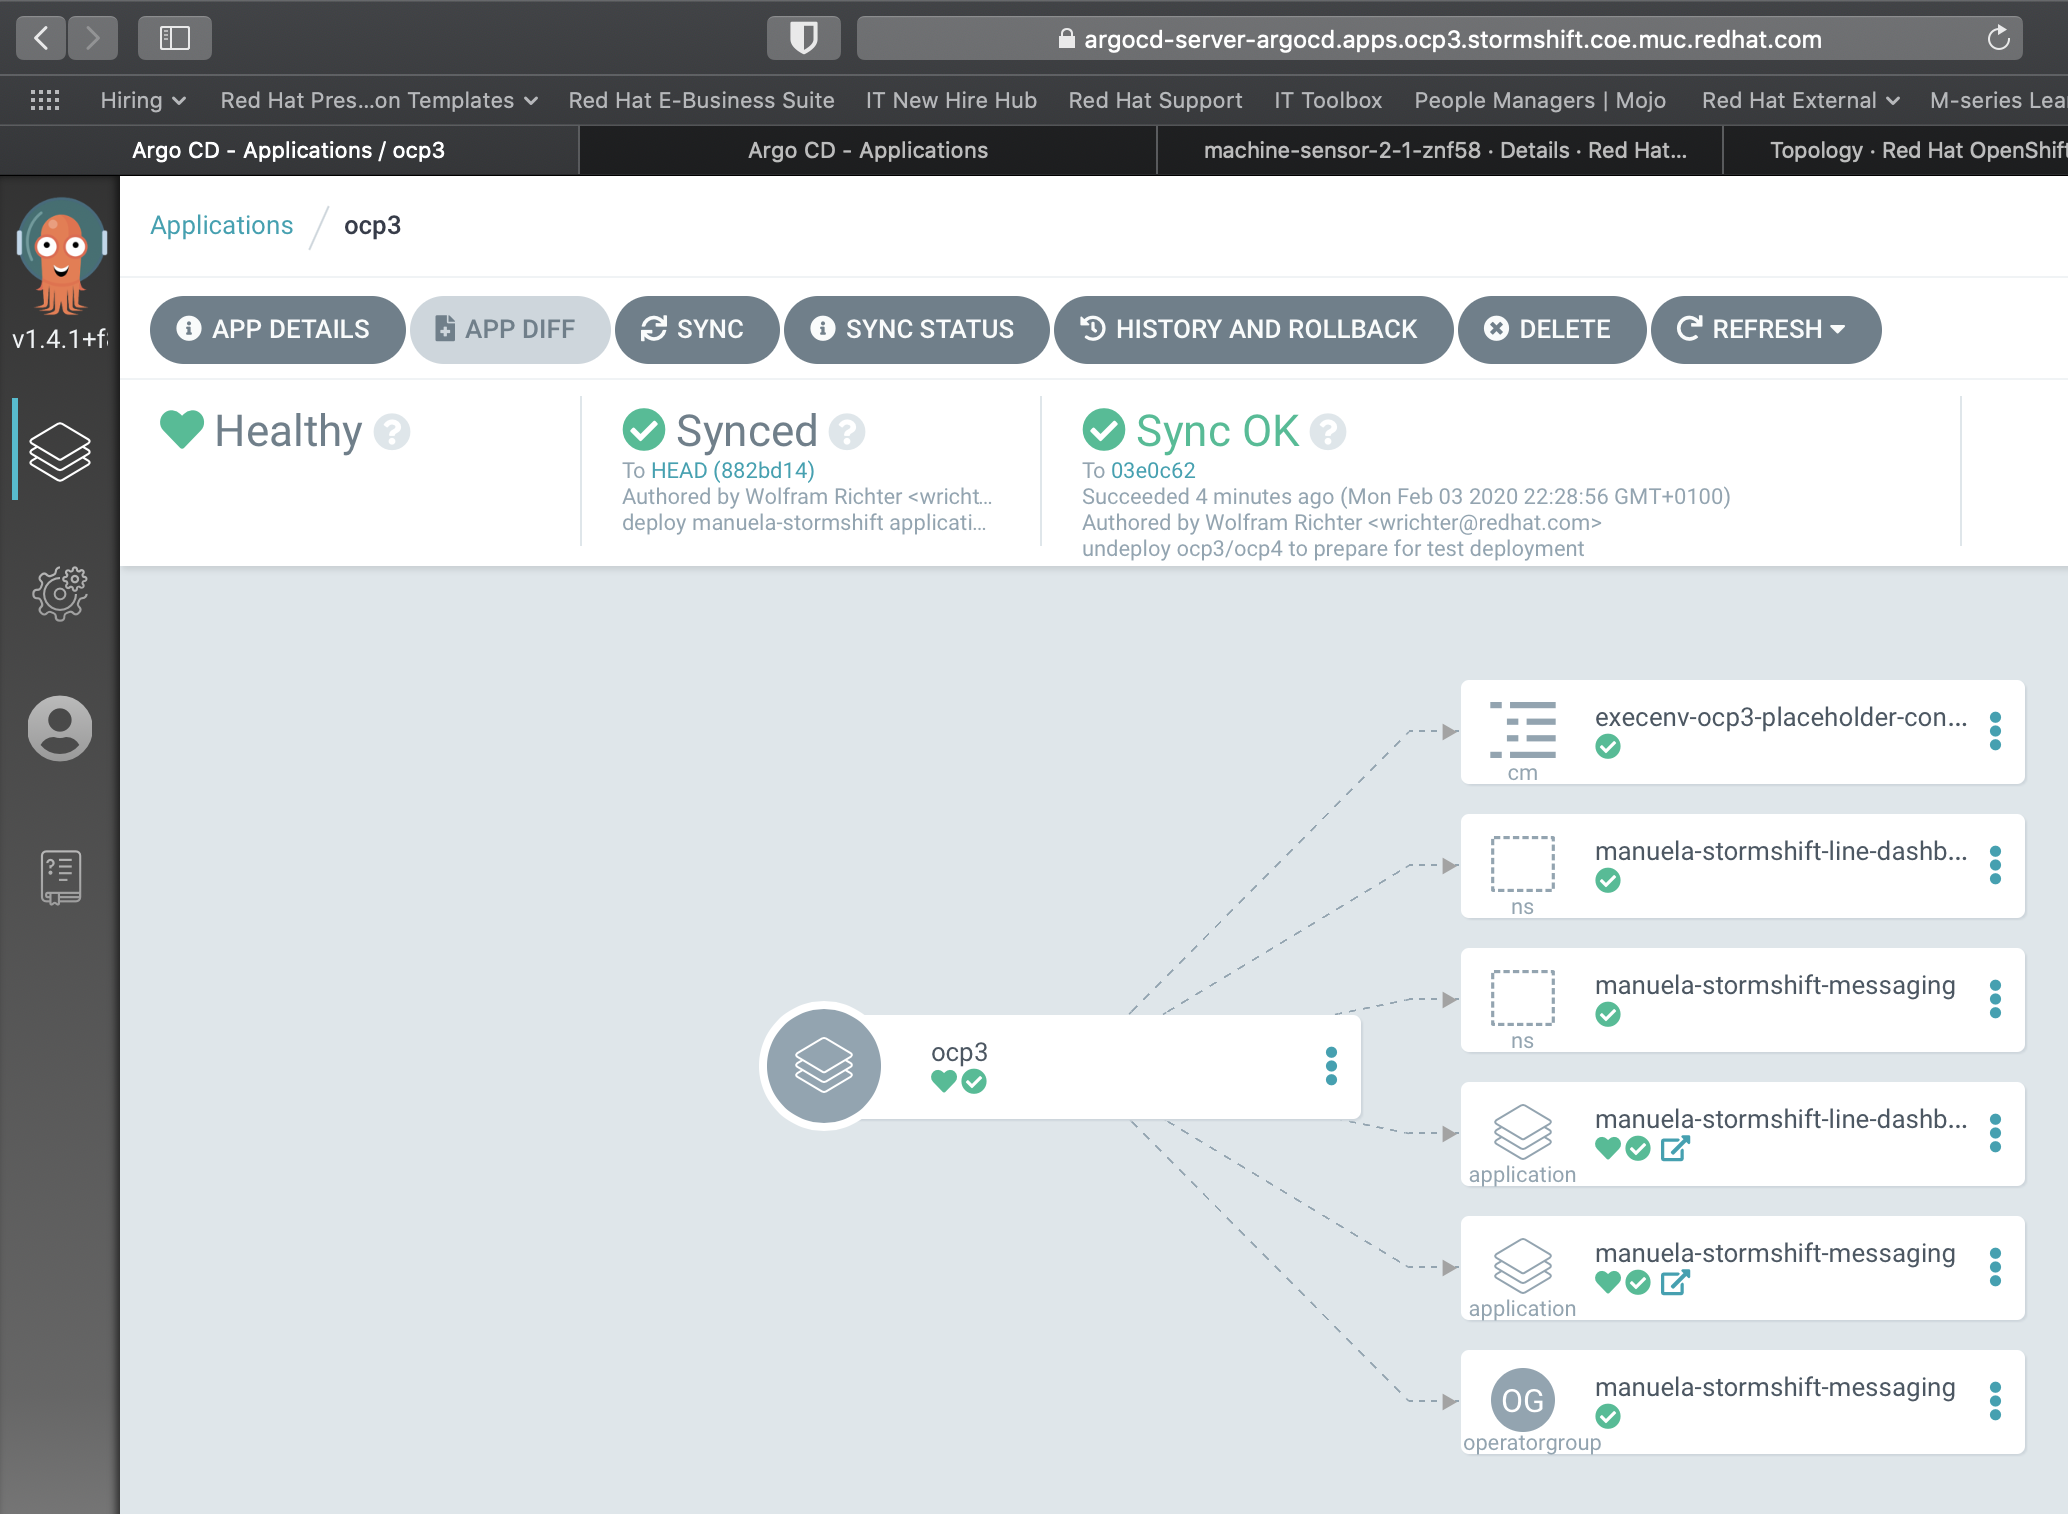 argocd-server-argocd.apps.ocp3.stormshift.coe.muc.redhat.com
Hiring Red Hat Pres...on Templates Red Hat E-Business Suite IT New Hire Hub Red Hat Support IT Toolbox People Managers | Mojo Red Hat External M-series Lea
Argo CD - Applications / ocp3 Argo CD - Applications machine-sensor-2-1-znf58 · Details · Red Hat... Topology · Red Hat OpenShift
v1.4.1+f
Applications / ocp3
APP DETAILS APP DIFF SYNC SYNC STATUS HISTORY AND ROLLBACK DELETE REFRESH
Healthy ?
Synced ?
To HEAD (882bd14)
Authored by Wolfram Richter <wricht...
deploy manuela-stormshift applicati...
Sync OK ?
To 03e0c62
Succeeded 4 minutes ago (Mon Feb 03 2020 22:28:56 GMT+0100)
Authored by Wolfram Richter <wrichter@redhat.com>
undeploy ocp3/ocp4 to prepare for test deployment
ocp3
execenv-ocp3-placeholder-con...
cm
manuela-stormshift-line-dashb...
ns
manuela-stormshift-messaging
ns
manuela-stormshift-line-dashb...
application
manuela-stormshift-messaging
application
manuela-stormshift-messaging
OG
operatorgroup